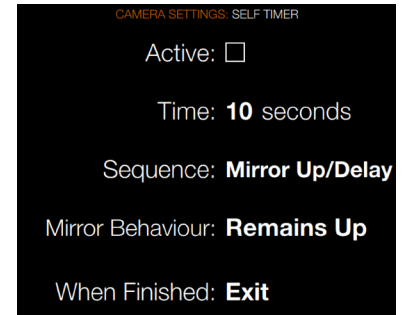 CAMERA SETTINGS: SELF TIMER
Active:
Time: 10 seconds
Sequence: Mirror Up/Delay
Mirror Behaviour: Remains Up
When Finished: Exit